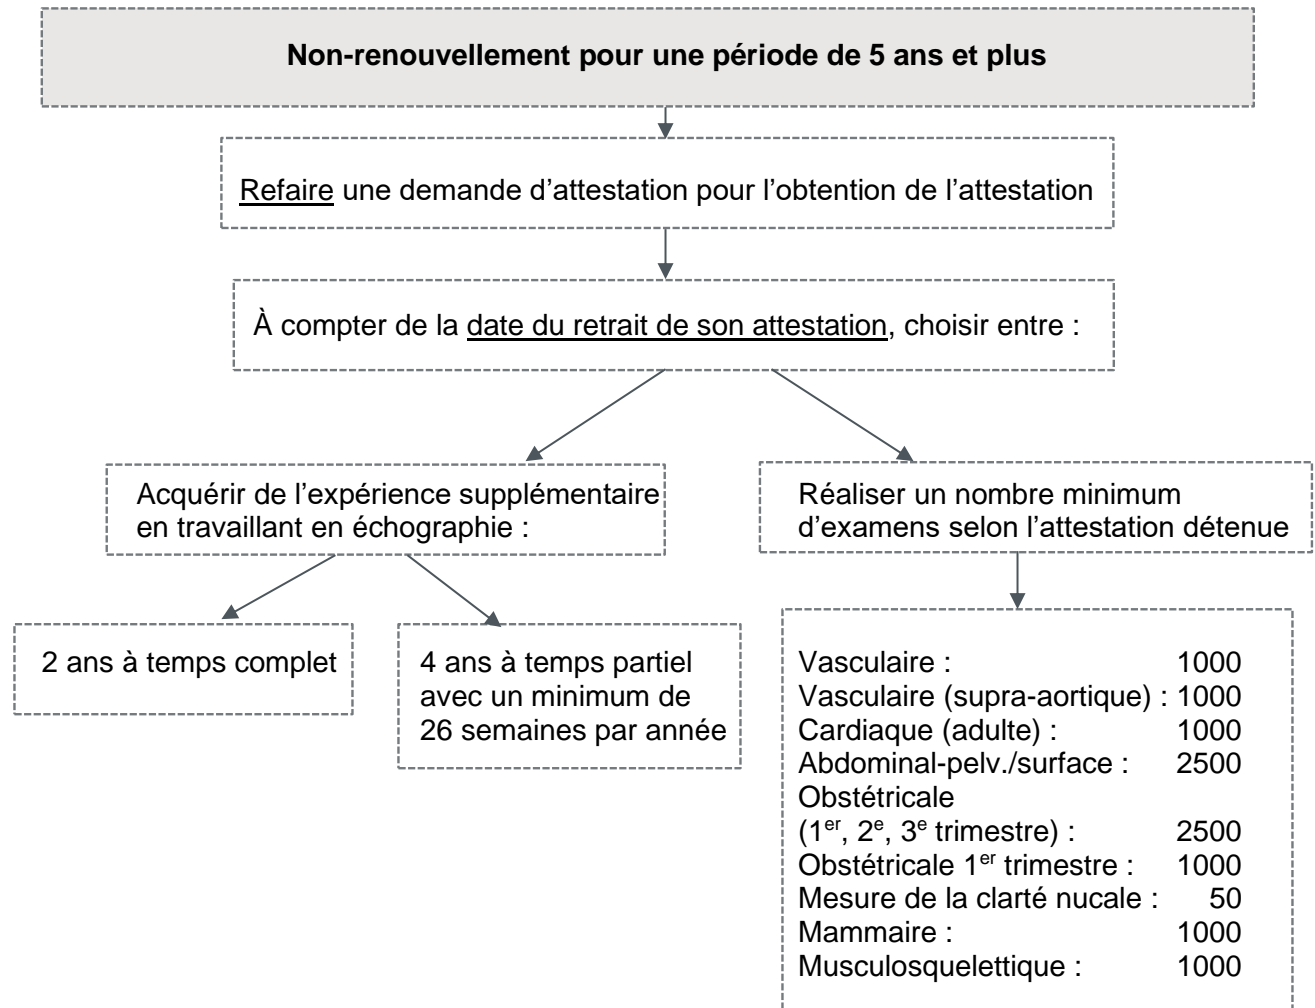 Non-renouvellement pour une période de 5 ans et plus
Refaire une demande d’attestation pour l’obtention de l’attestation
À compter de la date du retrait de son attestation, choisir entre :
Acquérir de l’expérience supplémentaire
en travaillant en échographie :
2 ans à temps complet
4 ans à temps partiel
avec un minimum de
26 semaines par année
Réaliser un nombre minimum
d’examens selon l’attestation détenue
Vasculaire : 1000
Vasculaire (supra-aortique) : 1000
Cardiaque (adulte) : 1000
Abdominal-pelv./surface : 2500
Obstétricale
(1er, 2e, 3e trimestre) : 2500
Obstétricale 1er trimestre : 1000
Mesure de la clarté nucale : 50
Mammaire : 1000
Musculosquelettique : 1000